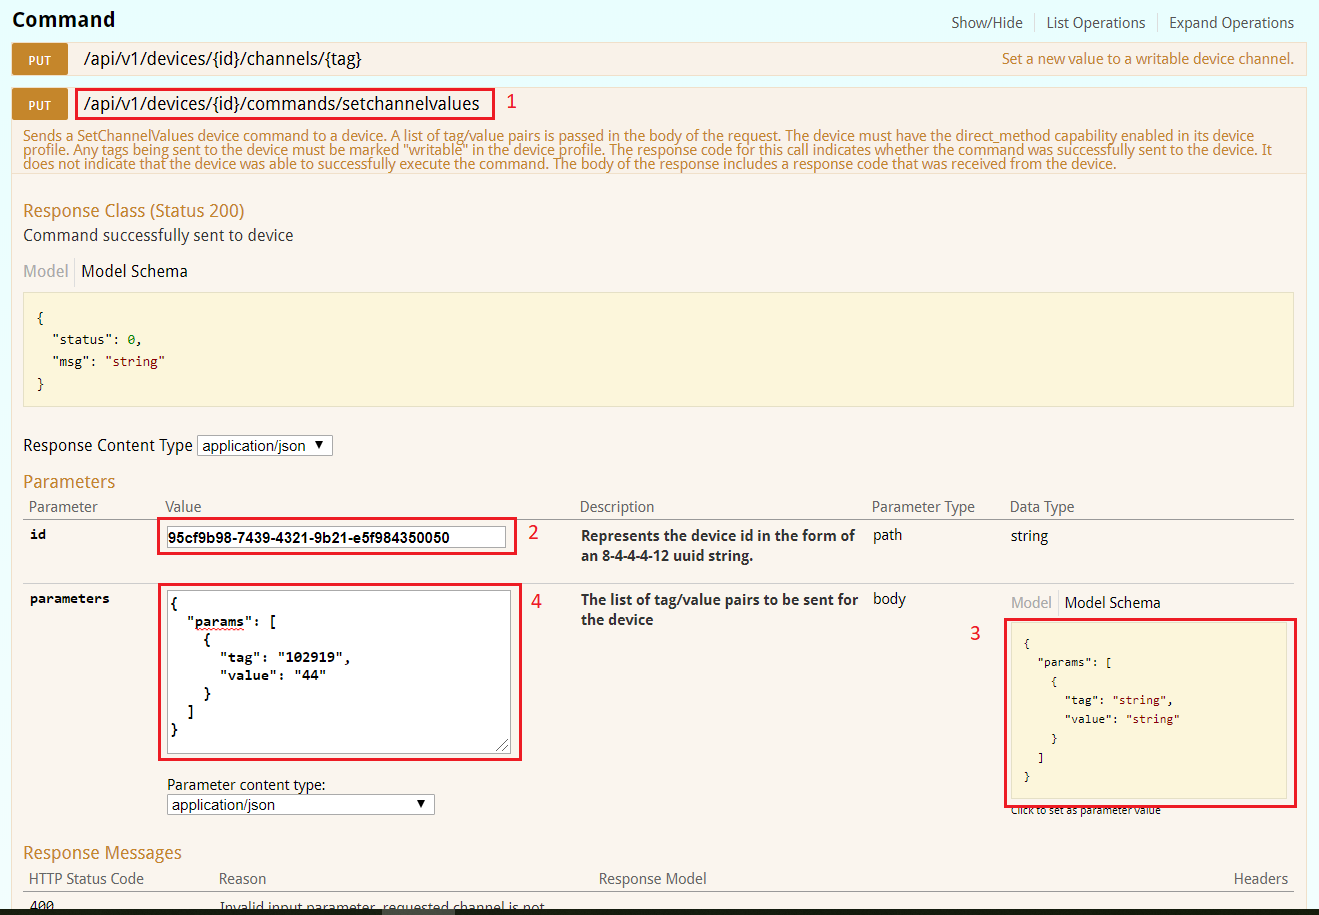 Command
Show/Hide List Operations Expand Operations
PUT /api/v1/devices/{id}/channels/{tag} Set a new value to a writable device channel.
PUT /api/v1/devices/{id}/commands/setchannelvalues 1
Sends a SetChannelValues device command to a device. A list of tag/value pairs is passed in the body of the request. The device must have the direct_method capability enabled in its device
profile. Any tags being sent to the device must be marked "writable" in the device profile. The response code for this call indicates whether the command was successfully sent to the device. It
does not indicate that the device was able to successfully execute the command. The body of the response includes a response code that was received from the device.
Response Class (Status 200)
Command successfully sent to device
Model Model Schema
{
"status": 0,
"msg": "string"
}
Response Content Type application/json
Parameters
Parameter Value Description Parameter Type Data Type
id 95cf9b98-7439-4321-9b21-e5f984350050 2 Represents the device id in the form of path string
an 8-4-4-4-12 uuid string.
parameters
{
"params": [
{
"tag": "102919",
"value": "44"
}
]
}
4
The list of tag/value pairs to be sent for body
the device
Model Model Schema
3
{
"params": [
{
"tag": "string",
"value": "string"
}
]
}
Click to set as parameter value
Parameter content type:
application/json
Response Messages
HTTP Status Code Reason Response Model Headers
400 Invalid input parameter, requested channel is not